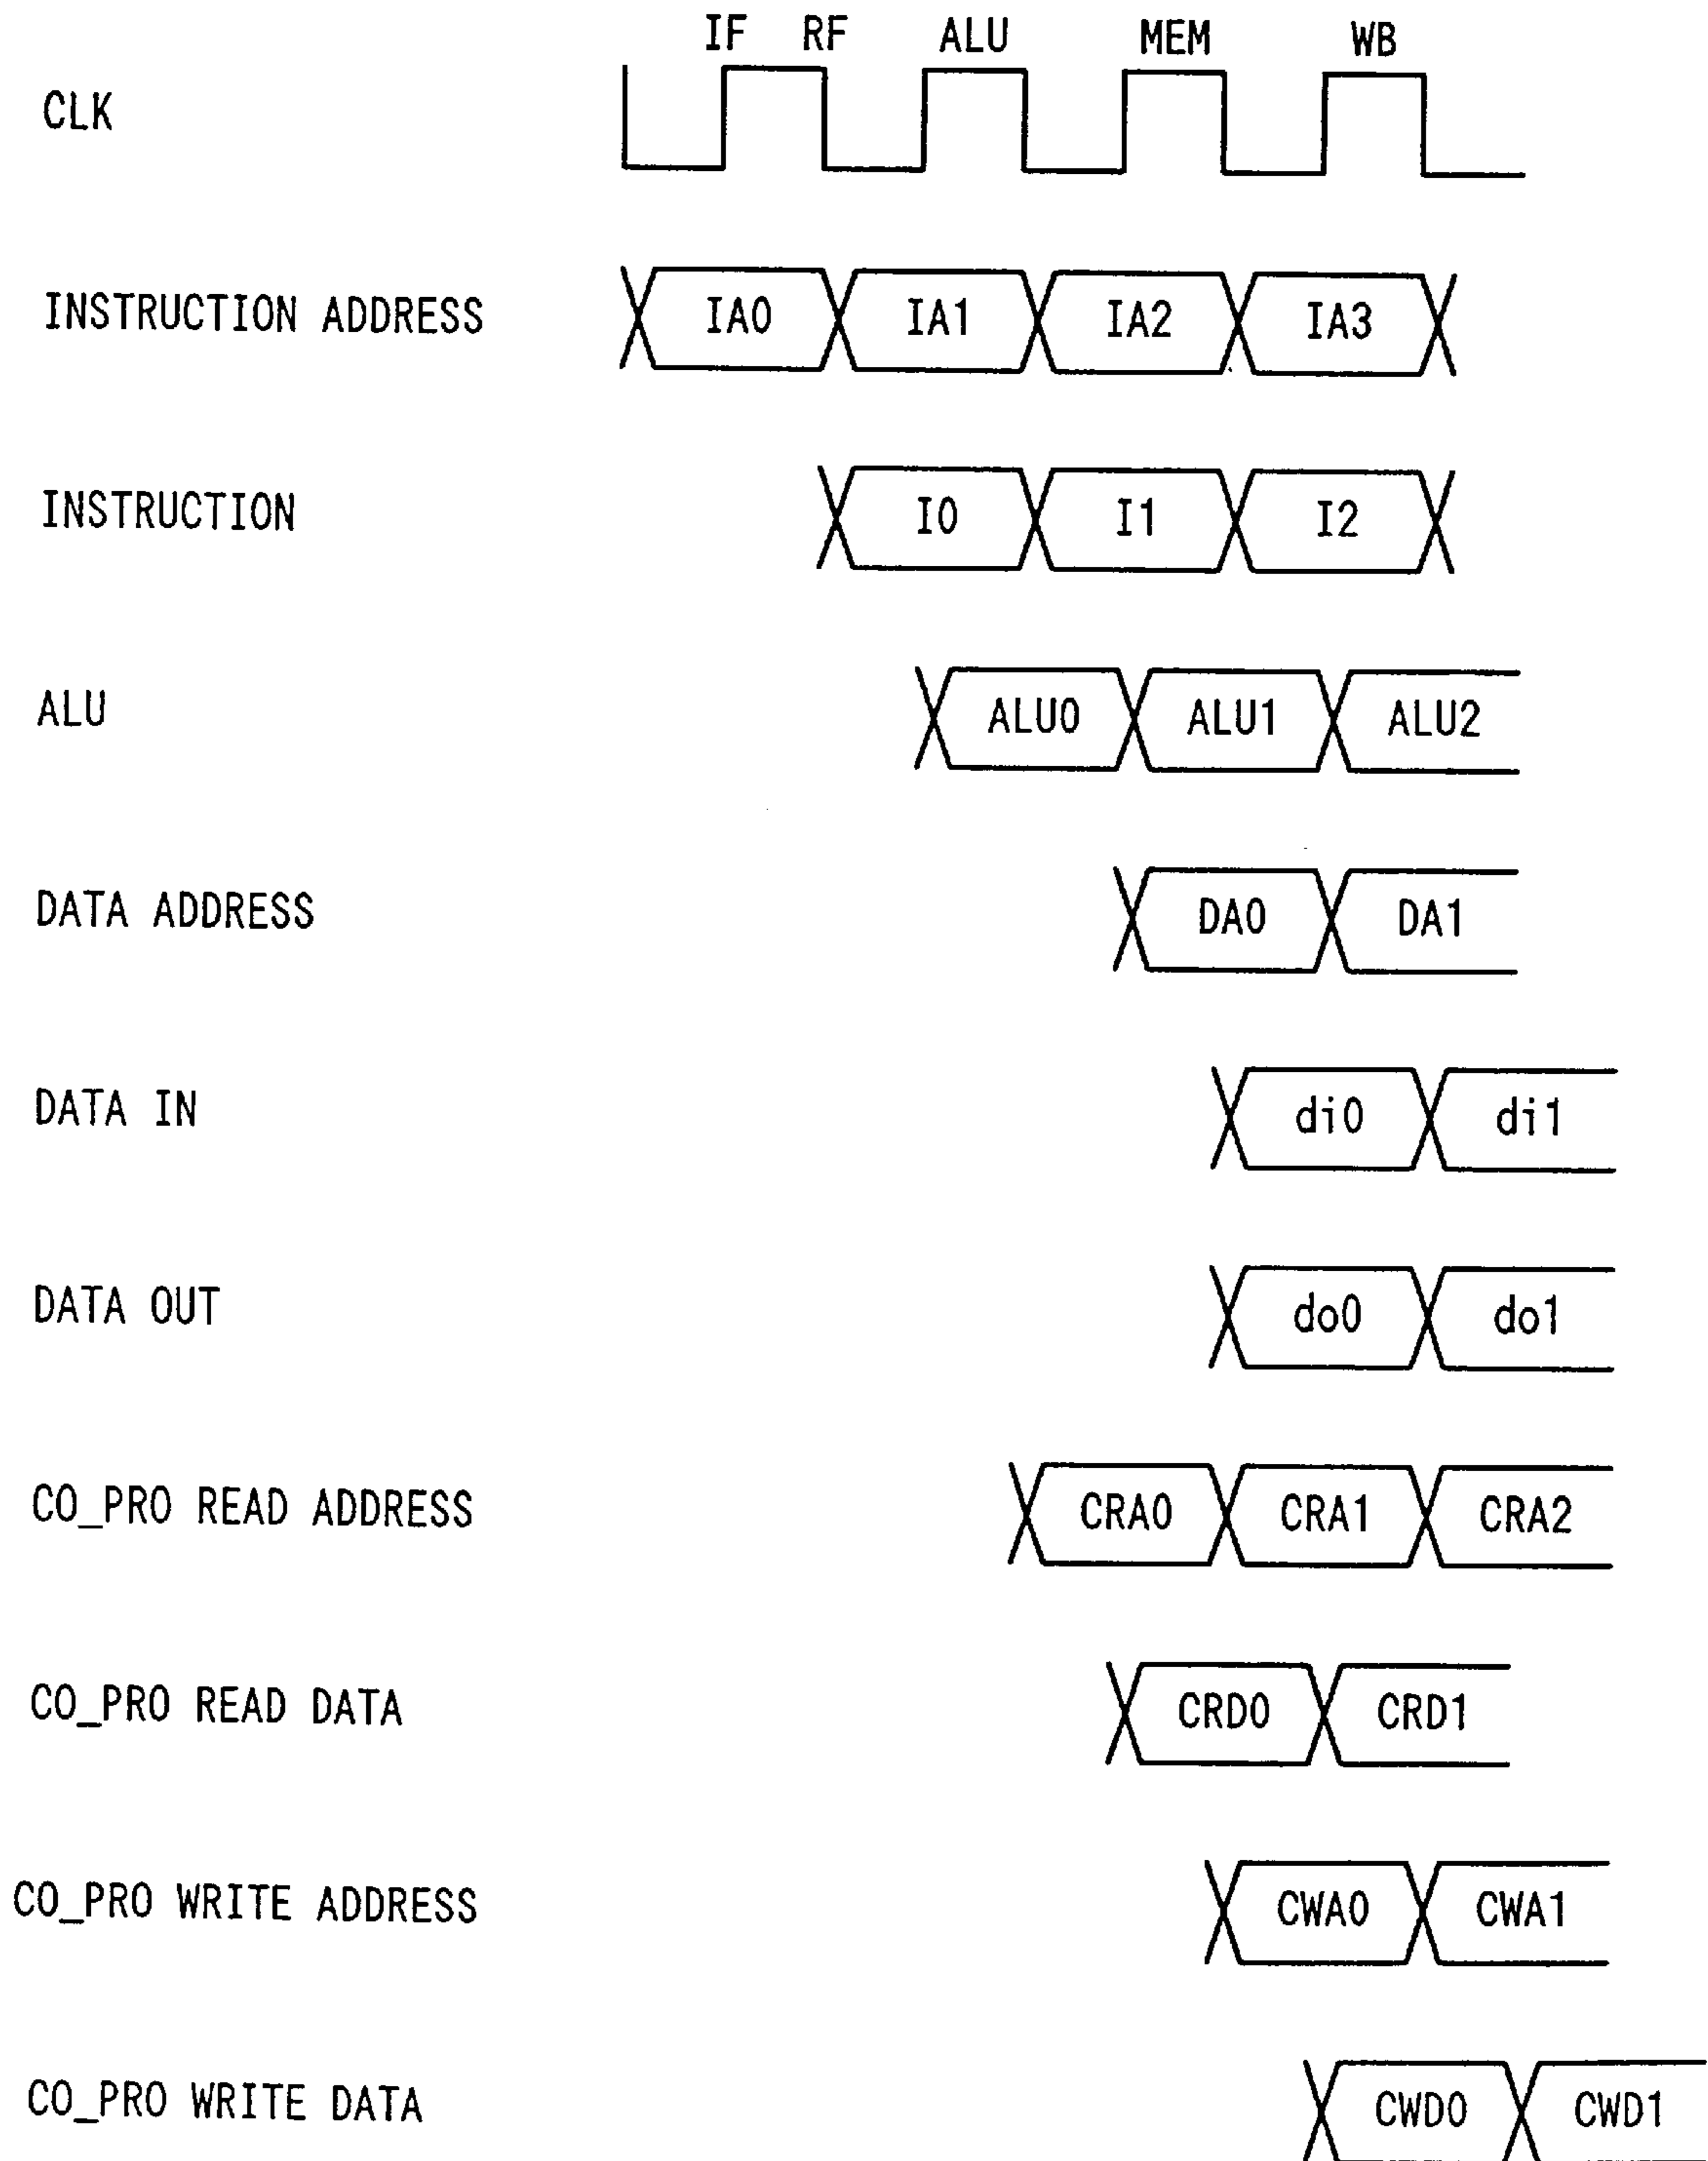 IF RF ALU MEM WB
CLK
INSTRUCTION ADDRESS IA0 IA1 IA2 IA3
INSTRUCTION I0 I1 I2
ALU ALU0 ALU1 ALU2
DATA ADDRESS DA0 DA1
DATA IN di0 di1
DATA OUT do0 do1
CO_PRO READ ADDRESS CRA0 CRA1 CRA2
CO_PRO READ DATA CRD0 CRD1
CO_PRO WRITE ADDRESS CWA0 CWA1
CO_PRO WRITE DATA CWD0 CWD1